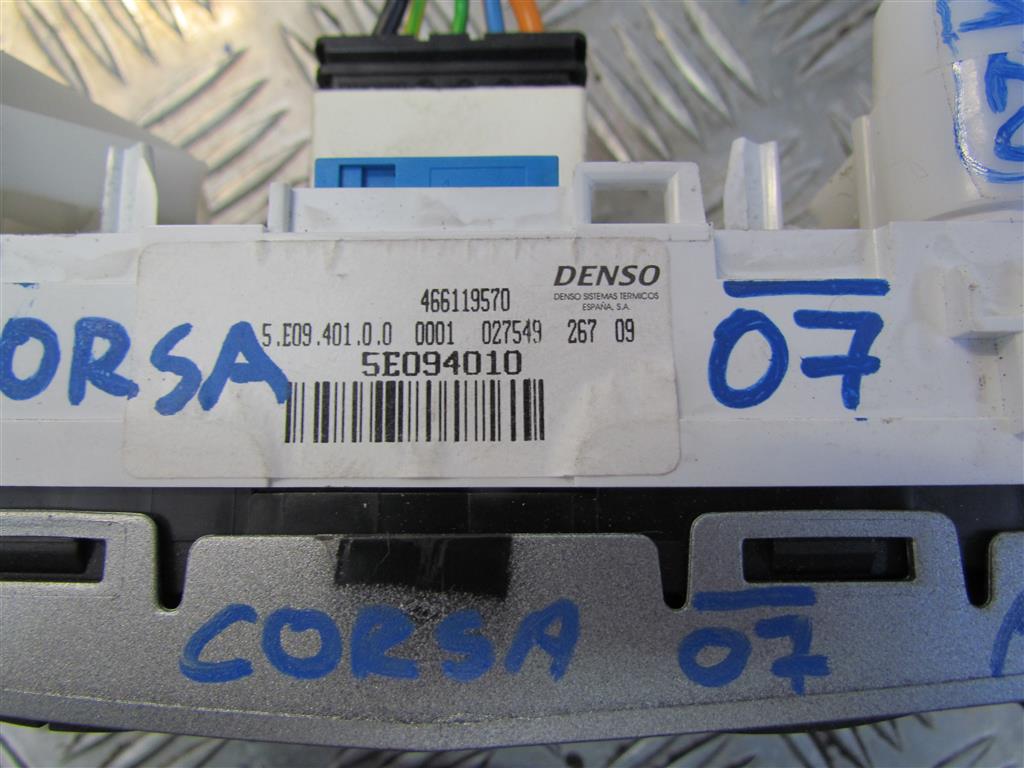 DENSO
DENSO SISTEMAS TERMICOS
ESPAÑA, S.A.
466119570
5.E09.401.0.0 0001 027549 267 09
5E094010
ORSA 07
CORSA 07